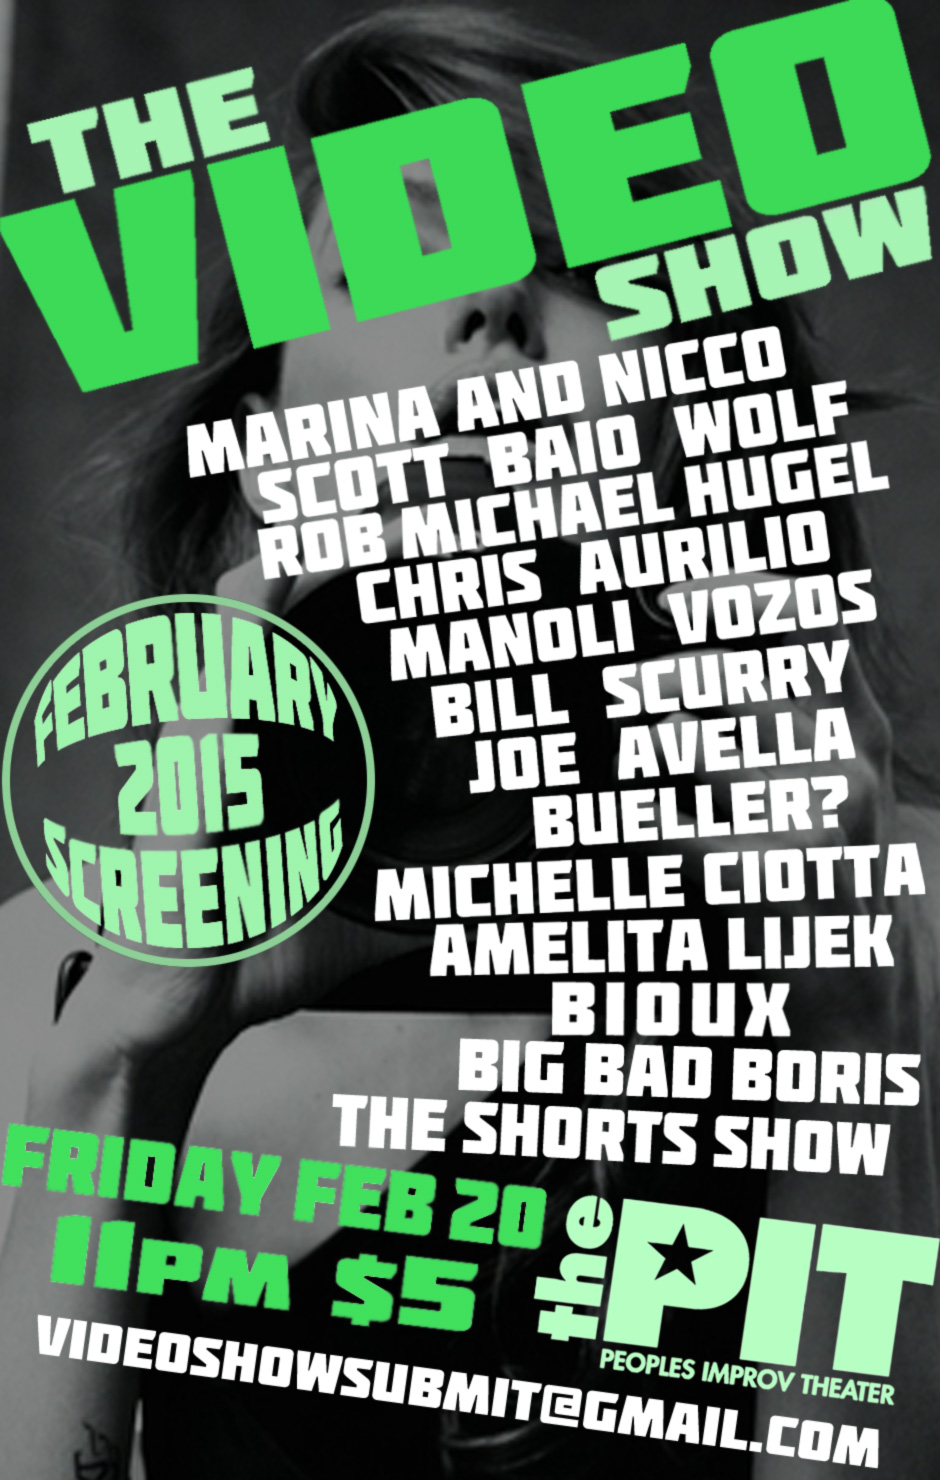 THE
VIDEO
SHOW
MARINA AND NICCO
SCOTT BAIO WOLF
ROB MICHAEL HUGEL
CHRIS AURILIO
MANOLI VOZOS
BILL SCURRY
JOE AVELLA
BUELLER?
MICHELLE CIOTTA
AMELITA LIJEK
BIOUX
BIG BAD BORIS
THE SHORTS SHOW
FEBRUARY
2015
SCREENING
FRIDAY FEB 20
11PM $5
the PIT
PEOPLES IMPROV THEATER
VIDEOSHOWSUBMIT@GMAIL.COM